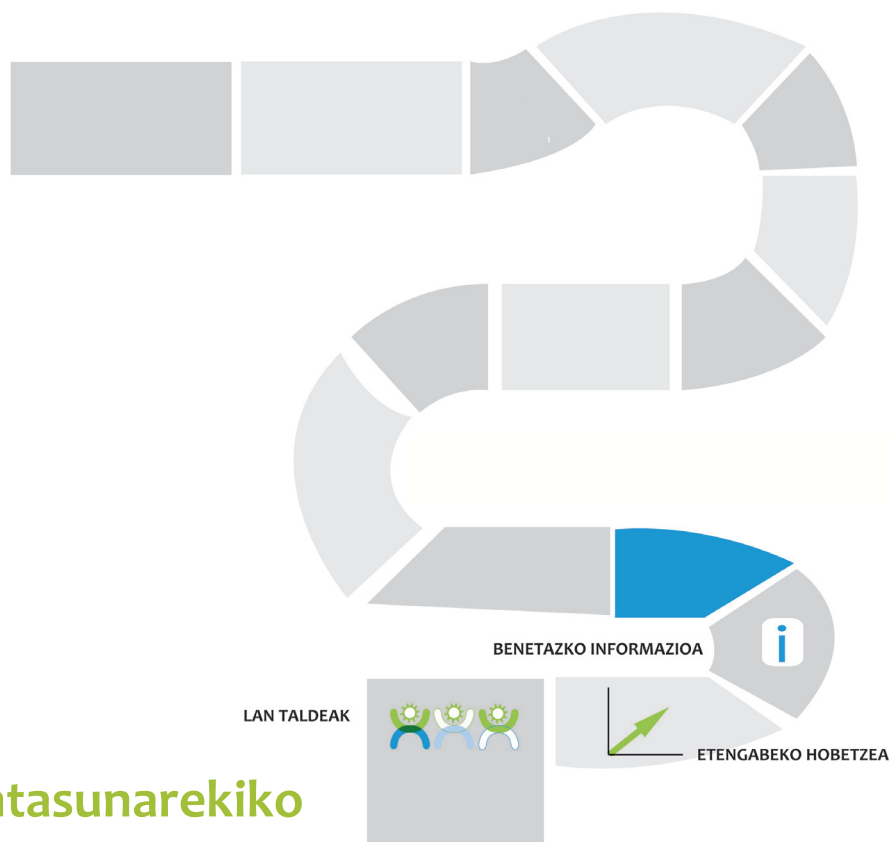 BENETAZKO INFORMAZIOA
i
LAN TALDEAK
ETENGABEKO HOBETZEA
ntasunarekiko